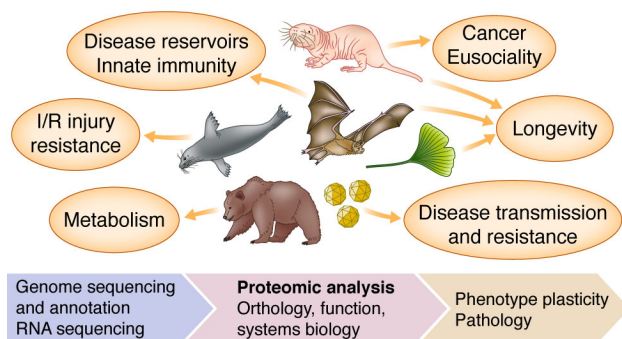 Disease reservoirs
Innate immunity
Cancer
Eusociality
I/R injury
resistance
Longevity
Metabolism
Disease transmission
and resistance
Genome sequencing
and annotation
RNA sequencing
Proteomic analysis
Orthology, function,
systems biology
Phenotype plasticity
Pathology